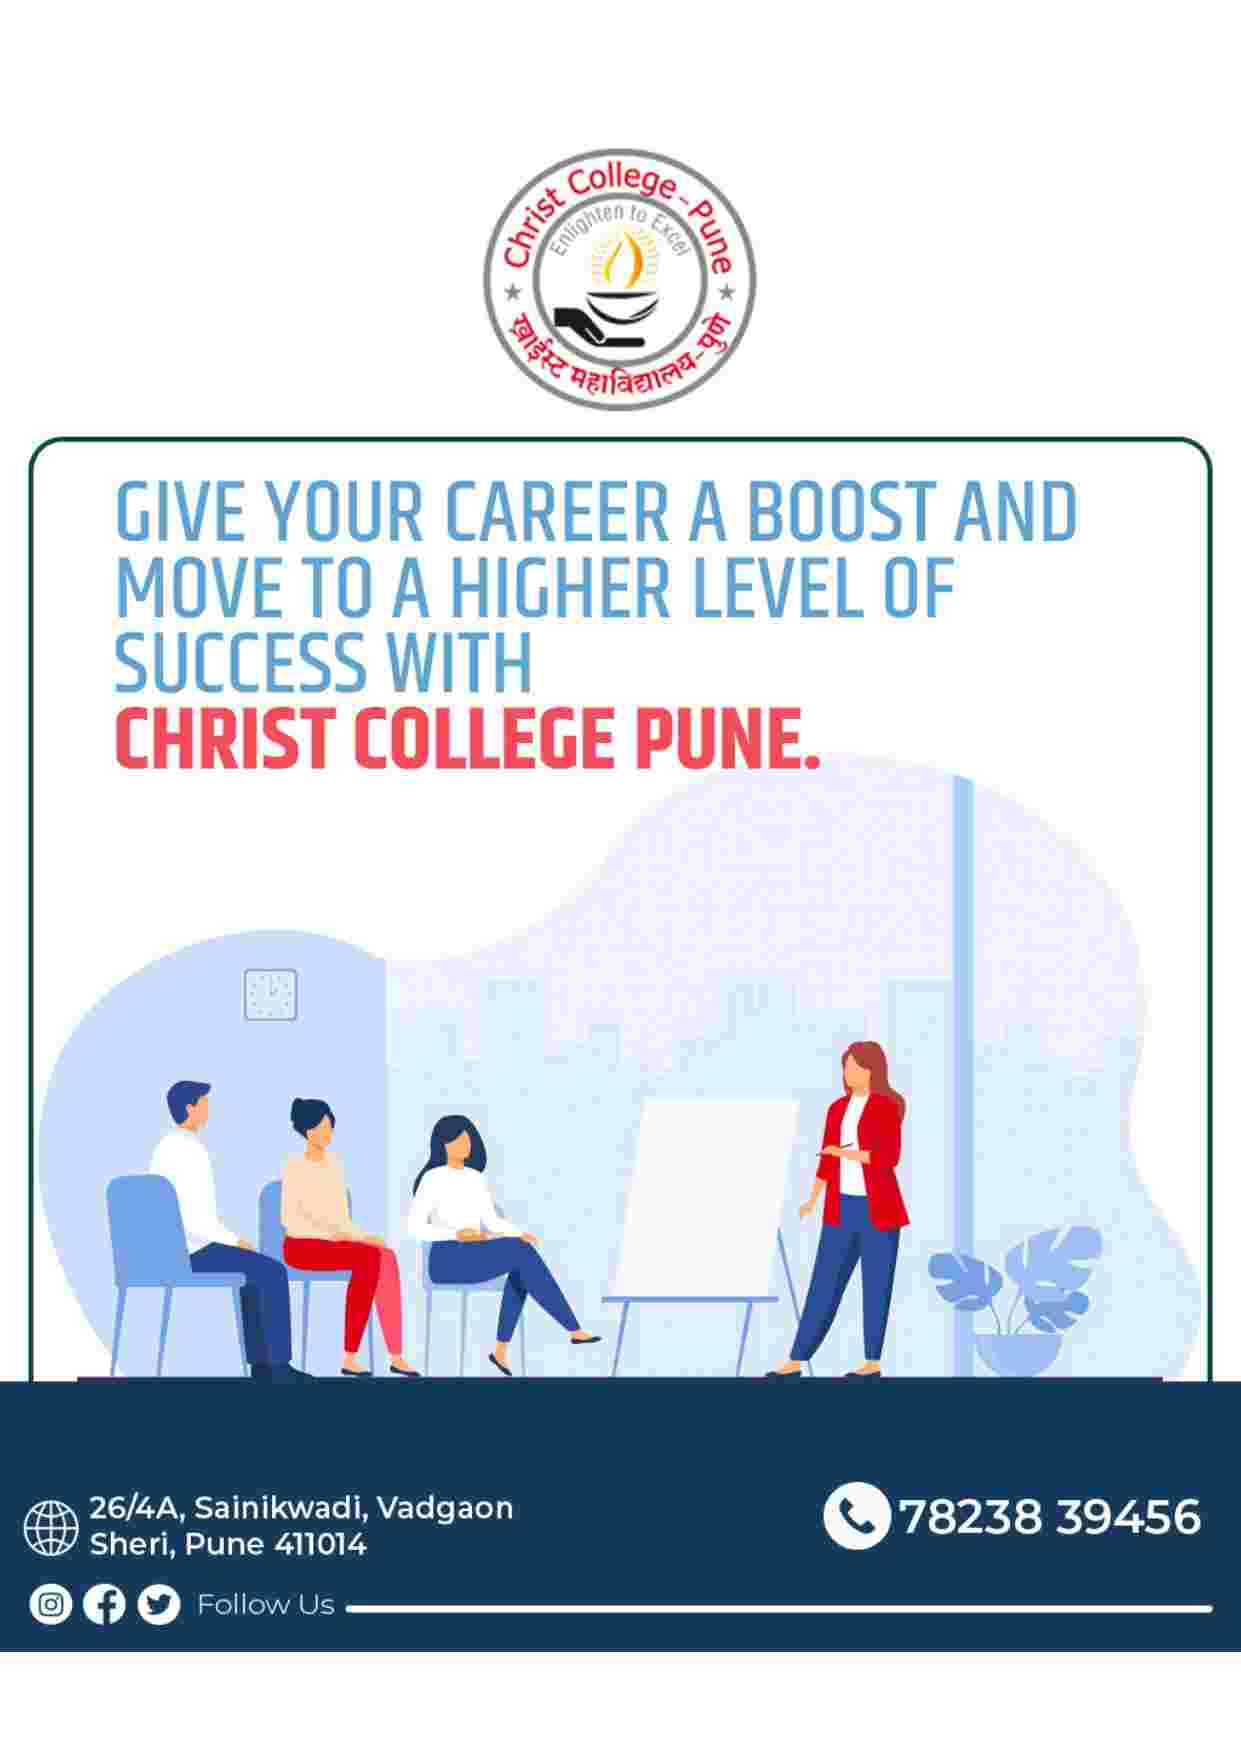 Christ College - Pune
Enlighten to Excel
ख्राईस्ट महाविद्यालय - पुणे
GIVE YOUR CAREER A BOOST AND
MOVE TO A HIGHER LEVEL OF
SUCCESS WITH
CHRIST COLLEGE PUNE.
26/4A, Sainikwadi, Vadgaon
Sheri, Pune 411014
78238 39456
Follow Us